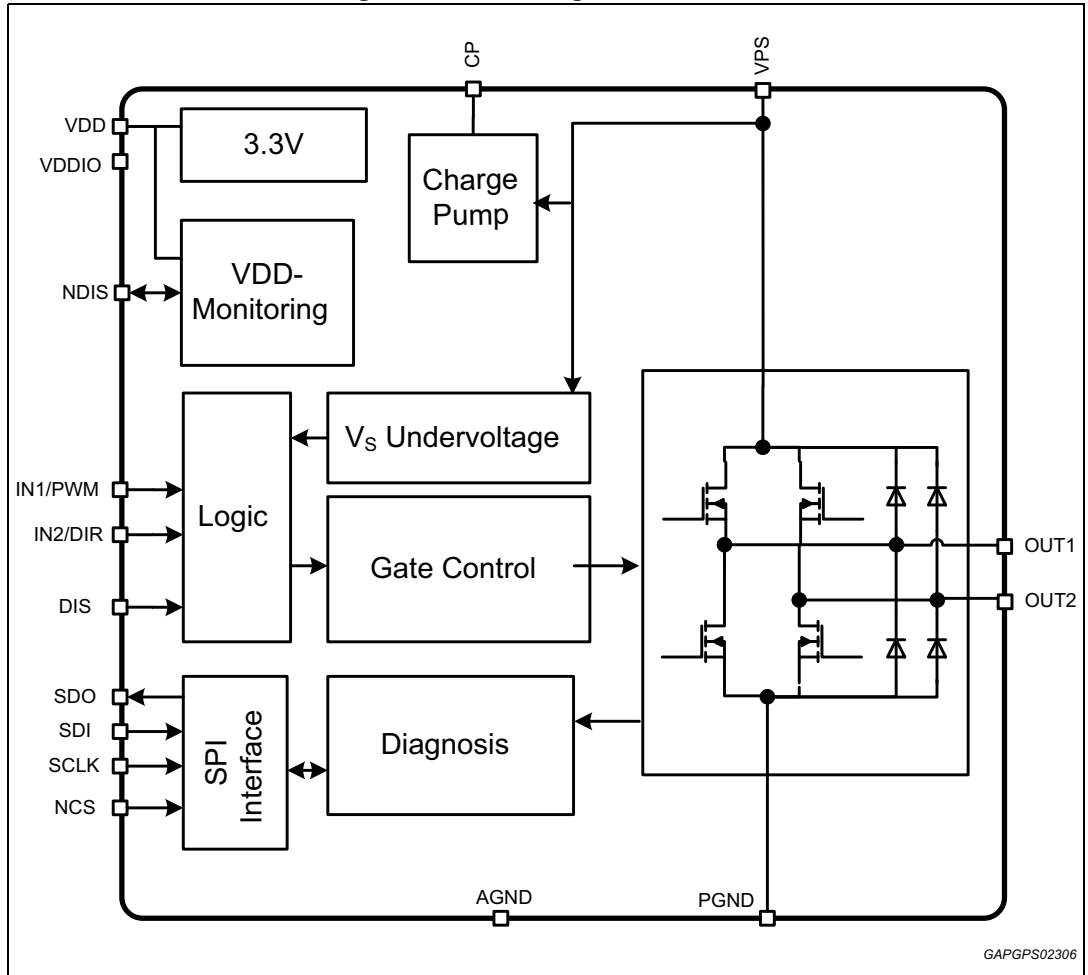 CP
VPS
VDD
3.3V
VDDIO
Charge
Pump
VDD-
Monitoring
NDIS
VS Undervoltage
IN1/PWM
Logic
IN2/DIR
Gate Control
OUT1
DIS
OUT2
SDO
SPI
Interface
SDI
Diagnosis
SCLK
NCS
AGND
PGND
GAPGPS02306